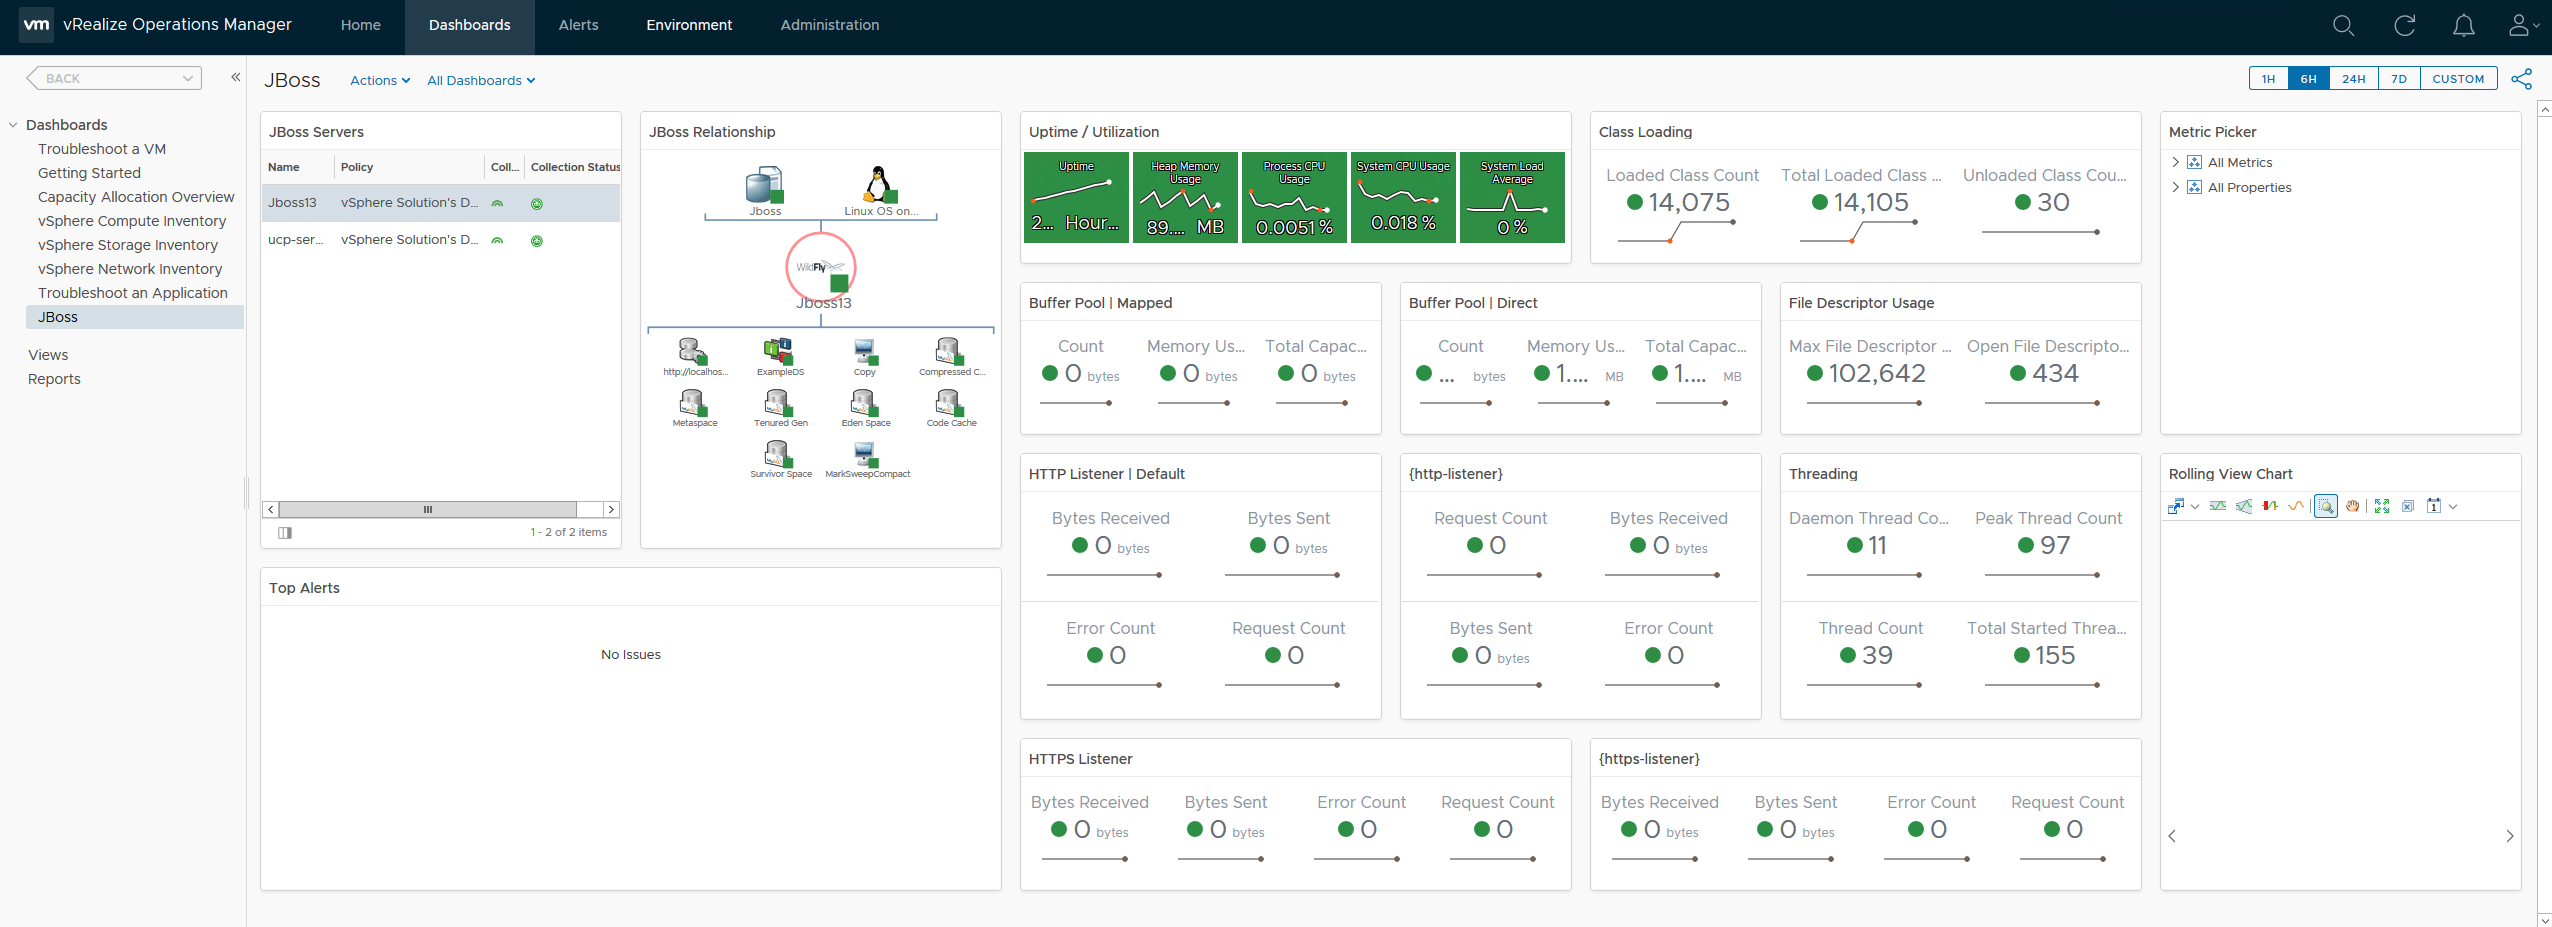 vm vRealize Operations Manager Home Dashboards Alerts Environment Administration
BACK
JBoss Actions All Dashboards 1H 6H 24H 7D CUSTOM
Dashboards
Troubleshoot a VM
Getting Started
Capacity Allocation Overview
vSphere Compute Inventory
vSphere Storage Inventory
vSphere Network Inventory
Troubleshoot an Application
JBoss
Views
Reports
JBoss Servers
Name Policy Coll... Collection Status
Jboss13 vSphere Solution's D...
ucp-ser... vSphere Solution's D...
1 - 2 of 2 items
JBoss Relationship
Jboss Linux OS on...
WildFly
Jboss13
http://localhos... ExampleDS Copy Compressed C...
Metaspace Tenured Gen Eden Space Code Cache
Survivor Space MarkSweepCompact
Top Alerts
No Issues
Uptime / Utilization
Uptime
2... Hour...
Heap Memory
Usage
89.... MB
Process CPU
Usage
0.0051 %
System CPU Usage
0.018 %
System Load
Average
0 %
Class Loading
Loaded Class Count Total Loaded Class ... Unloaded Class Cou...
14,075 14,105 30
Metric Picker
All Metrics
All Properties
Buffer Pool | Mapped
Count Memory Us... Total Capac...
0 bytes 0 bytes 0 bytes
Buffer Pool | Direct
Count Memory Us... Total Capac...
... bytes 1.... MB 1.... MB
File Descriptor Usage
Max File Descriptor ... Open File Descripto...
102,642 434
HTTP Listener | Default
Bytes Received Bytes Sent
0 bytes 0 bytes
Error Count Request Count
0 0
{http-listener}
Request Count Bytes Received
0 0 bytes
Bytes Sent Error Count
0 bytes 0
Threading
Daemon Thread Co... Peak Thread Count
11 97
Thread Count Total Started Threa...
39 155
Rolling View Chart
1
HTTPS Listener
Bytes Received Bytes Sent Error Count Request Count
0 bytes 0 bytes 0 0
{https-listener}
Bytes Received Bytes Sent Error Count Request Count
0 bytes 0 bytes 0 0